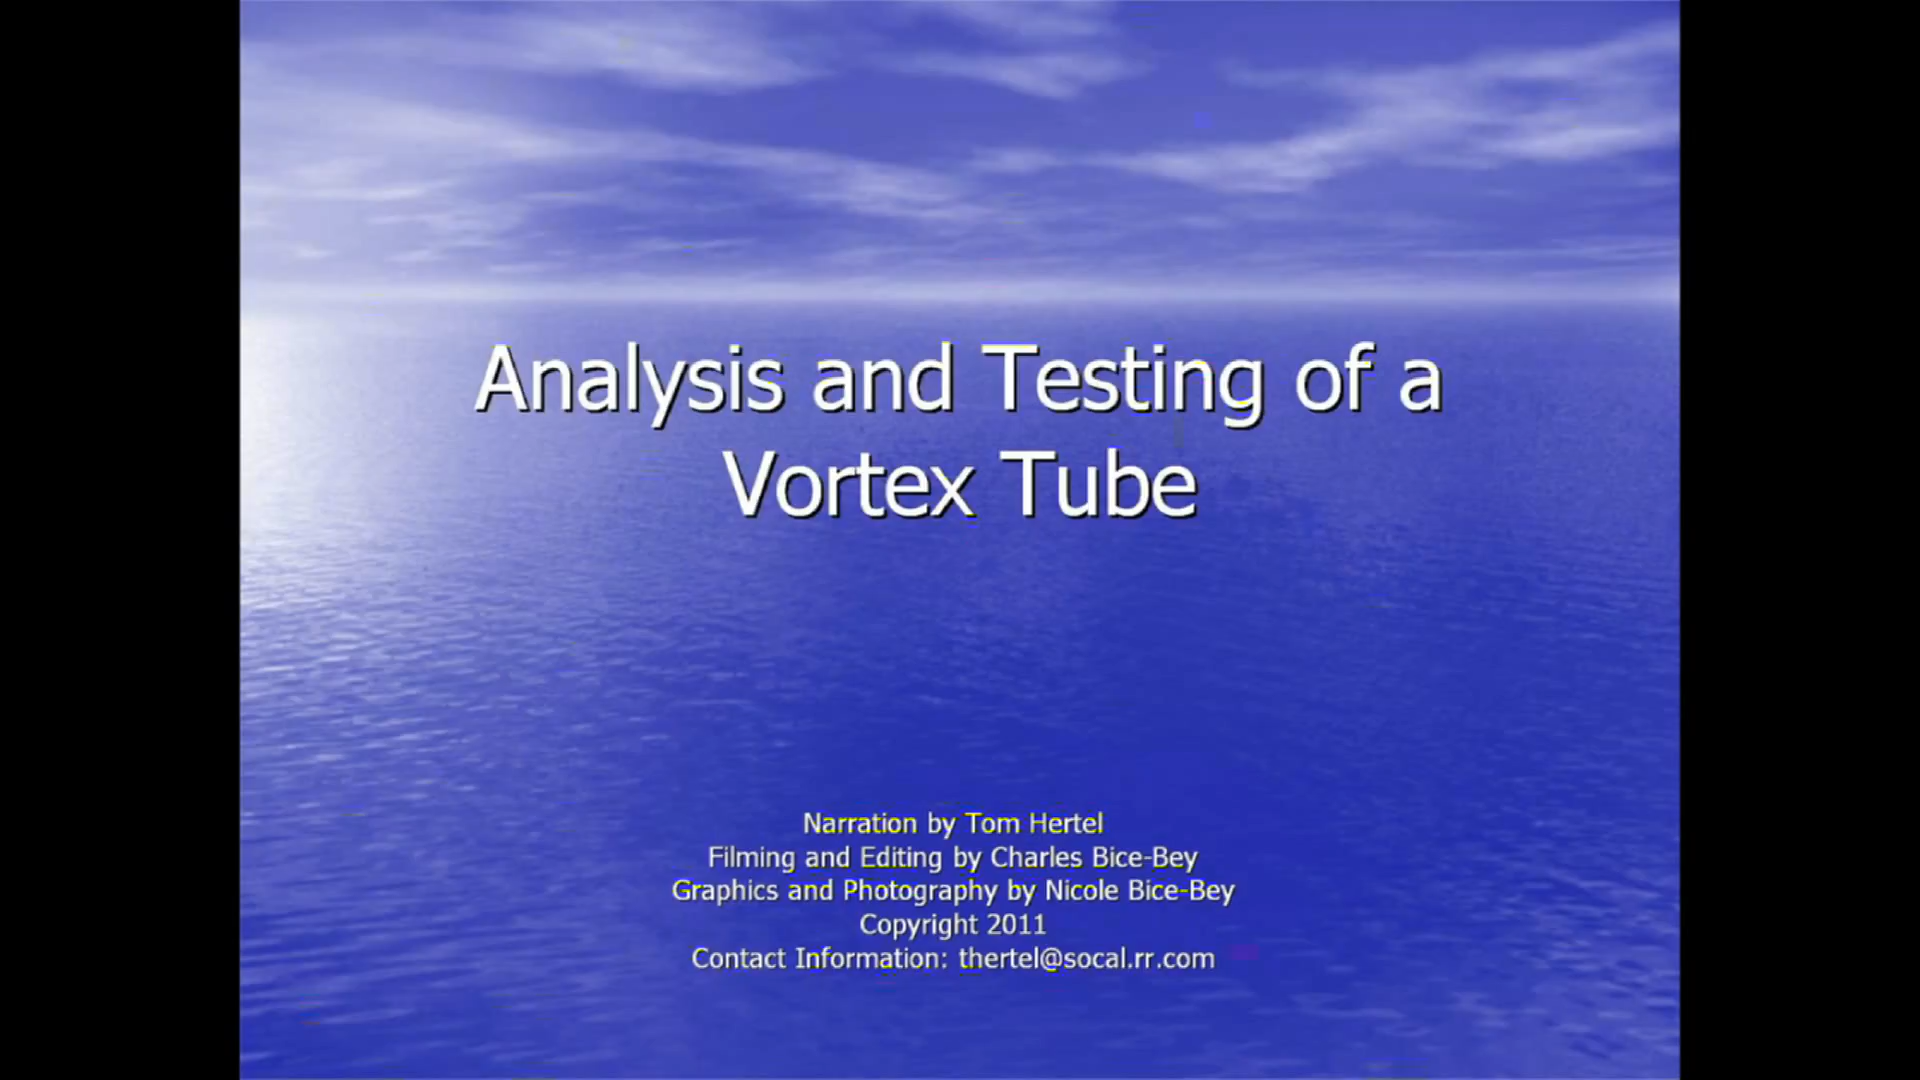 Analysis and Testing of a
Vortex Tube
Narration by Tom Hertel
Filming and Editing by Charles Bice-Bey
Graphics and Photography by Nicole Bice-Bey
Copyright 2011
Contact Information: thertel@socal.rr.com